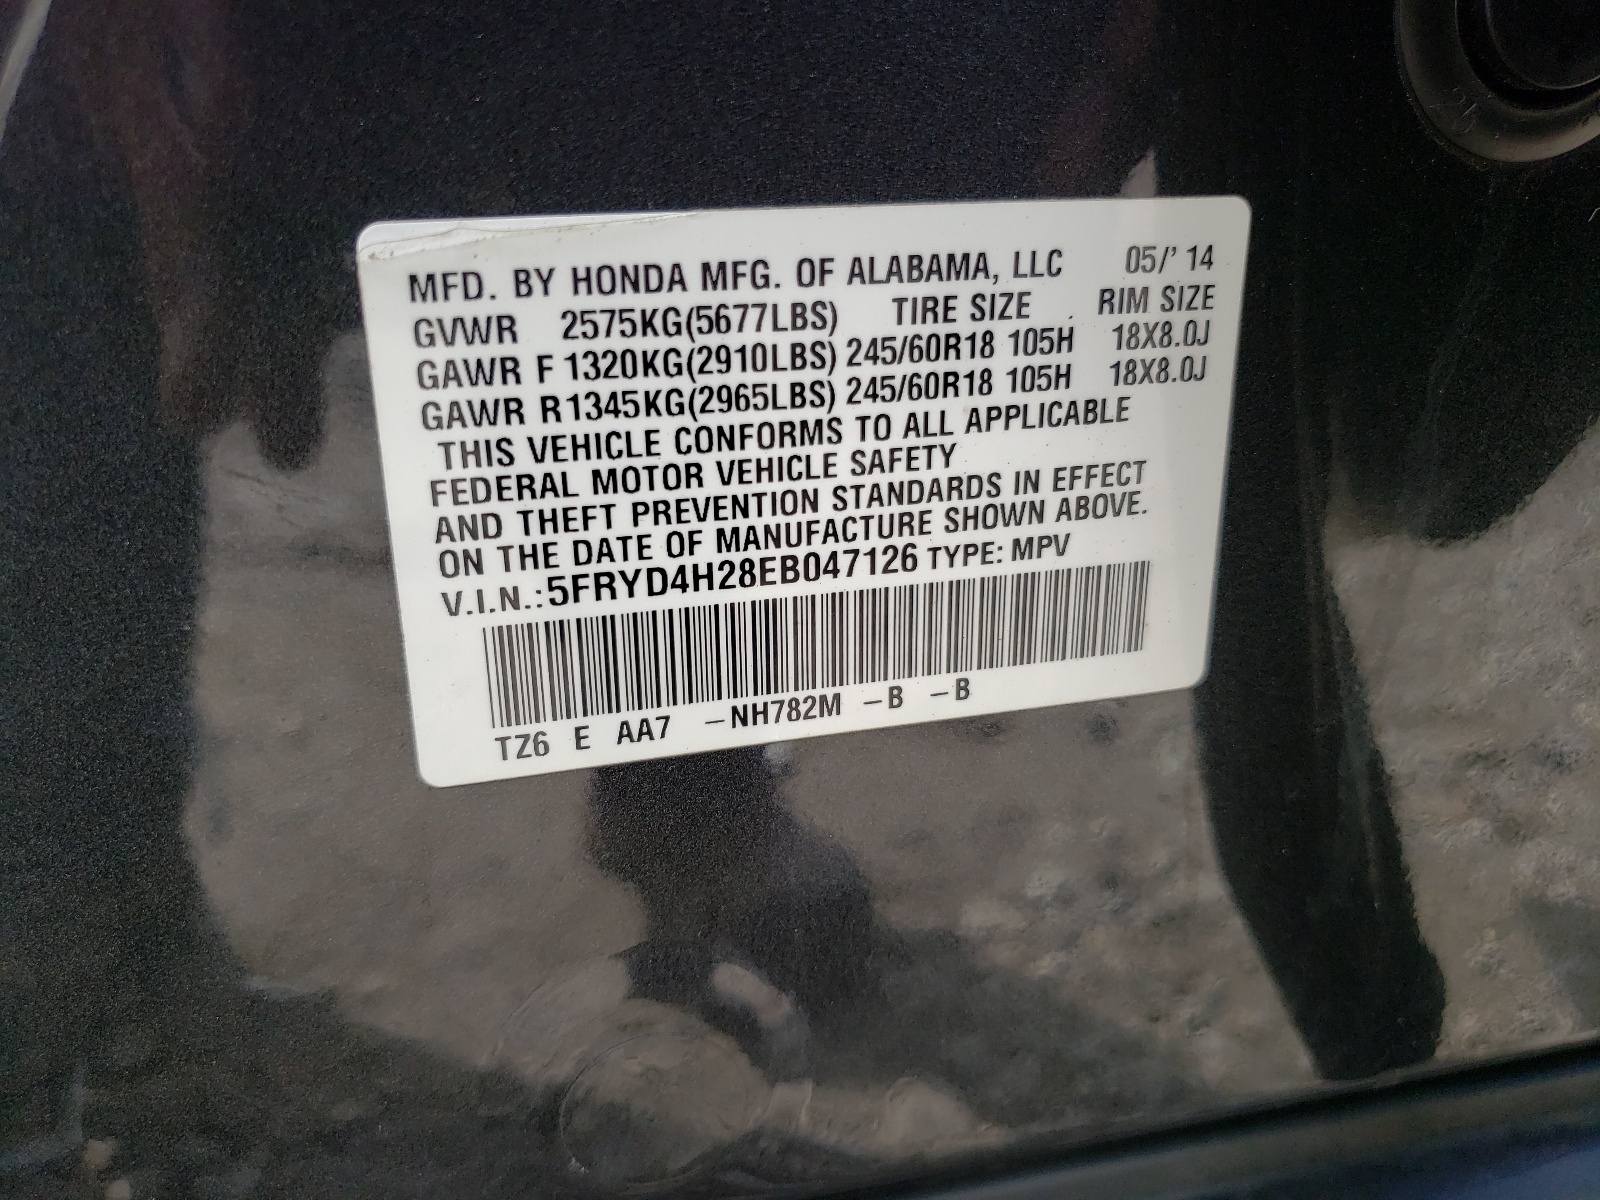 MFD. BY HONDA MFG. OF ALABAMA, LLC 05/' 14
GVWR 2575KG(5677LBS) TIRE SIZE RIM SIZE
GAWR F 1320KG(2910LBS) 245/60R18 105H 18X8.0J
GAWR R1345KG(2965LBS) 245/60R18 105H 18X8.0J
THIS VEHICLE CONFORMS TO ALL APPLICABLE
FEDERAL MOTOR VEHICLE SAFETY
AND THEFT PREVENTION STANDARDS IN EFFECT
ON THE DATE OF MANUFACTURE SHOWN ABOVE.
V.I.N.:5FRYD4H28EB047126 TYPE: MPV
TZ6 E AA7 -NH782M -B -B